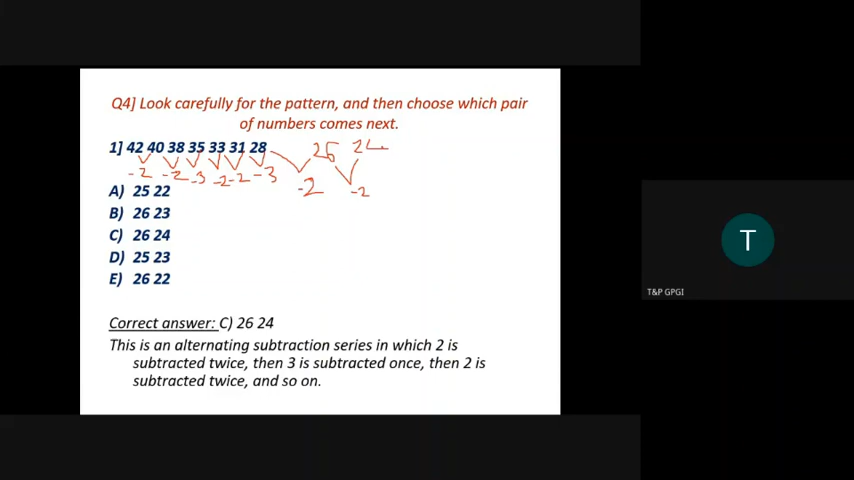 Q4] Look carefully for the pattern, and then choose which pair
of numbers comes next.
1] 42 40 38 35 33 31 28 26 24
-2 -2 -3 -2 -2 -3 -2 -2
A) 25 22
B) 26 23
C) 26 24
D) 25 23
E) 26 22
Correct answer: C) 26 24
This is an alternating subtraction series in which 2 is
subtracted twice, then 3 is subtracted once, then 2 is
subtracted twice, and so on.
T
T&P GPGI